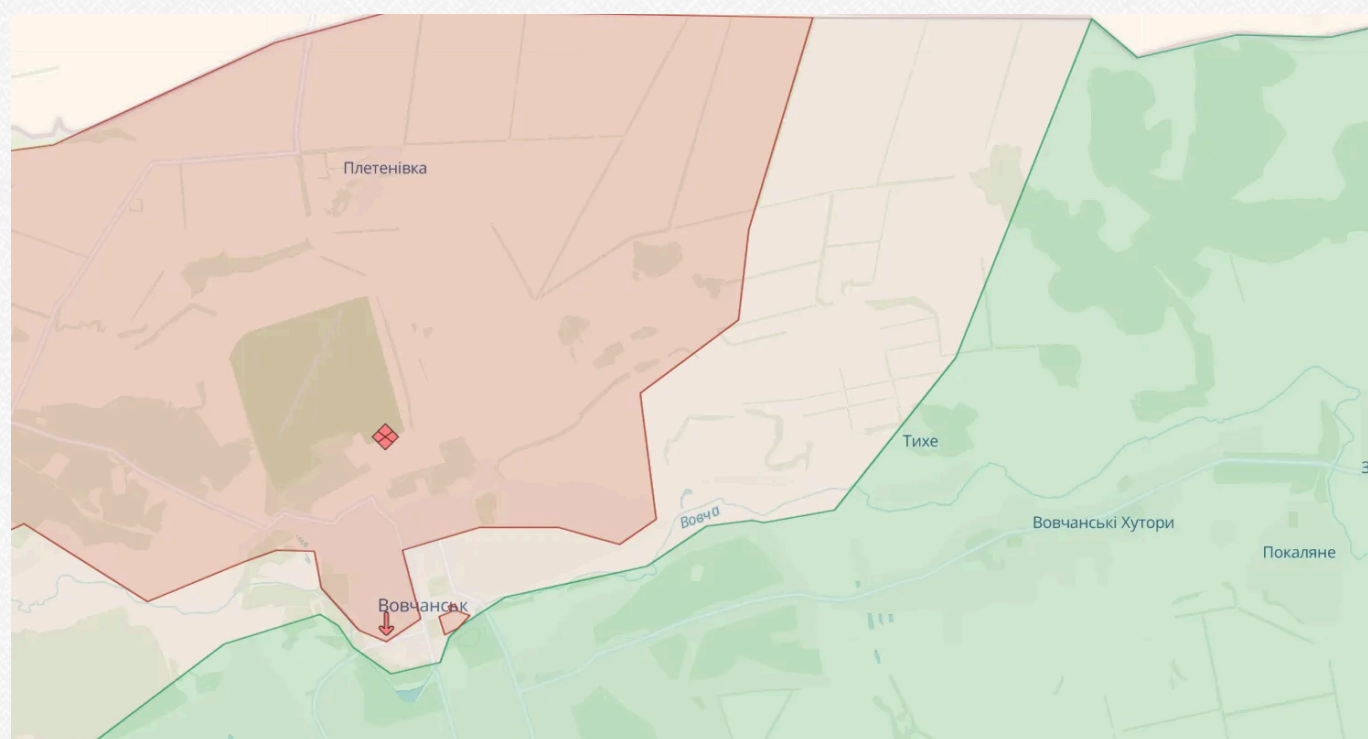 Плетенівка
Тихе
З
Вовча
Вовчанські Хутори
Покаляне
Вовчанськ